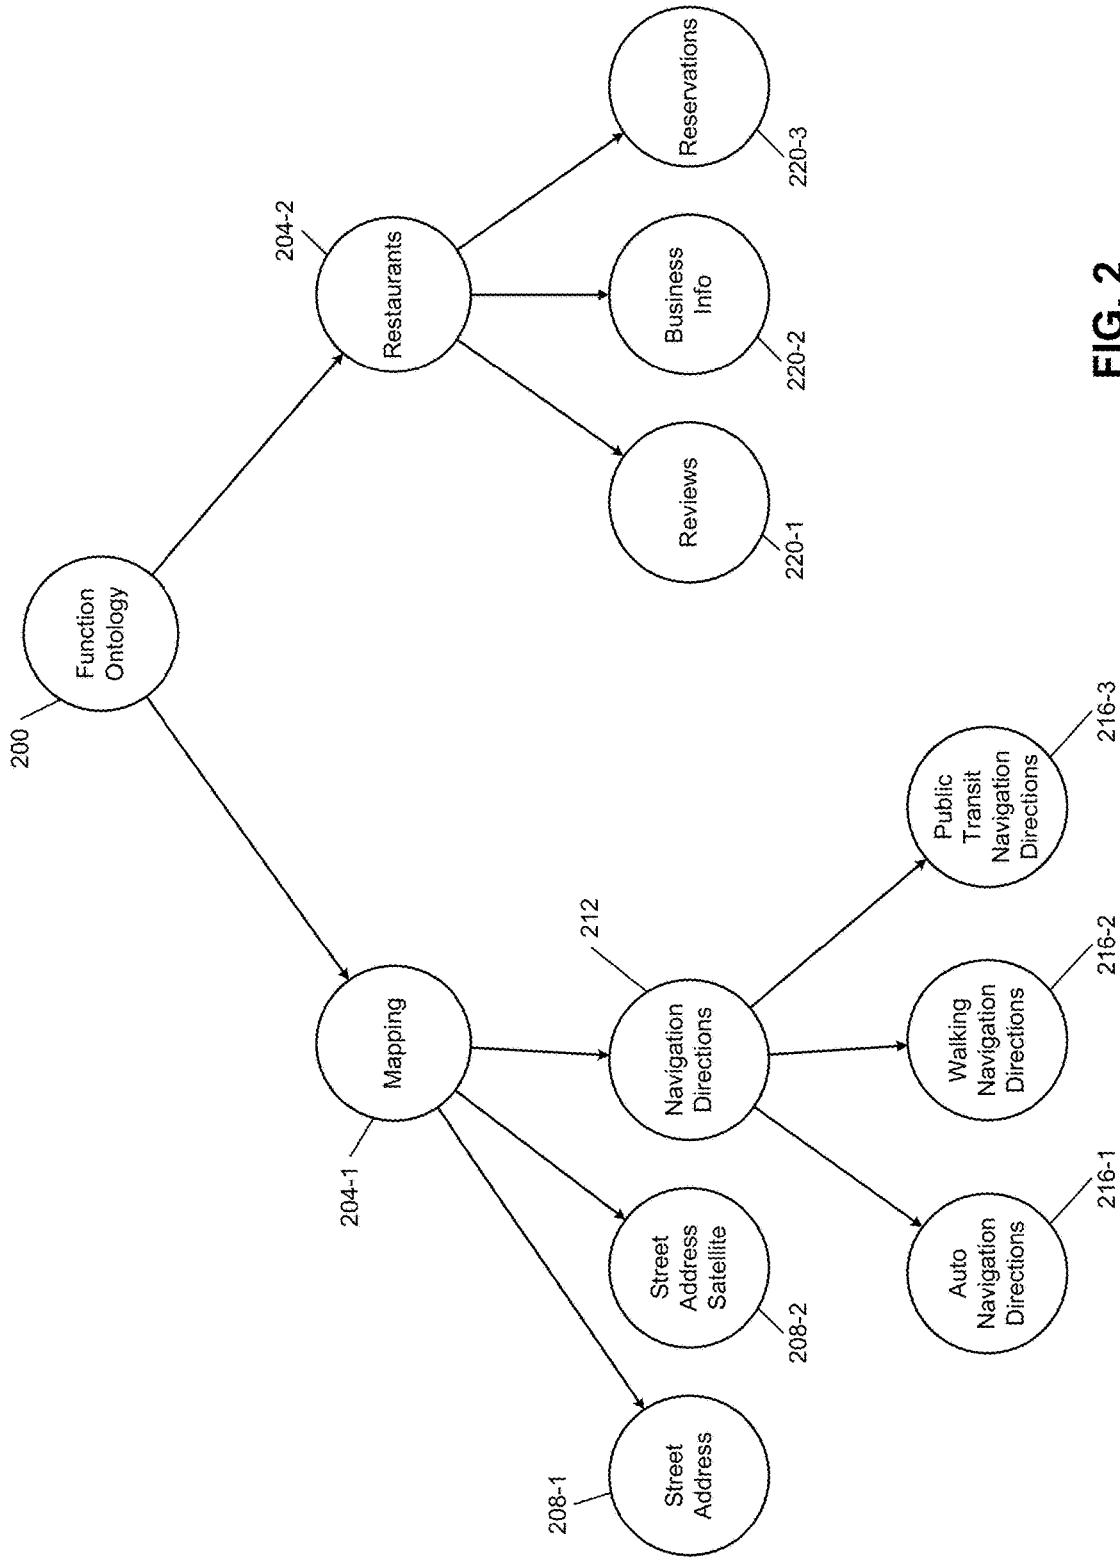 200
Function
Ontology
204-1
Mapping
204-2
Restaurants
208-1
Street
Address
208-2
Street
Address
Satellite
212
Navigation
Directions
220-1
Reviews
220-2
Business
Info
220-3
Reservations
216-1
Auto
Navigation
Directions
216-2
Walking
Navigation
Directions
216-3
Public
Transit
Navigation
Directions
FIG. 2